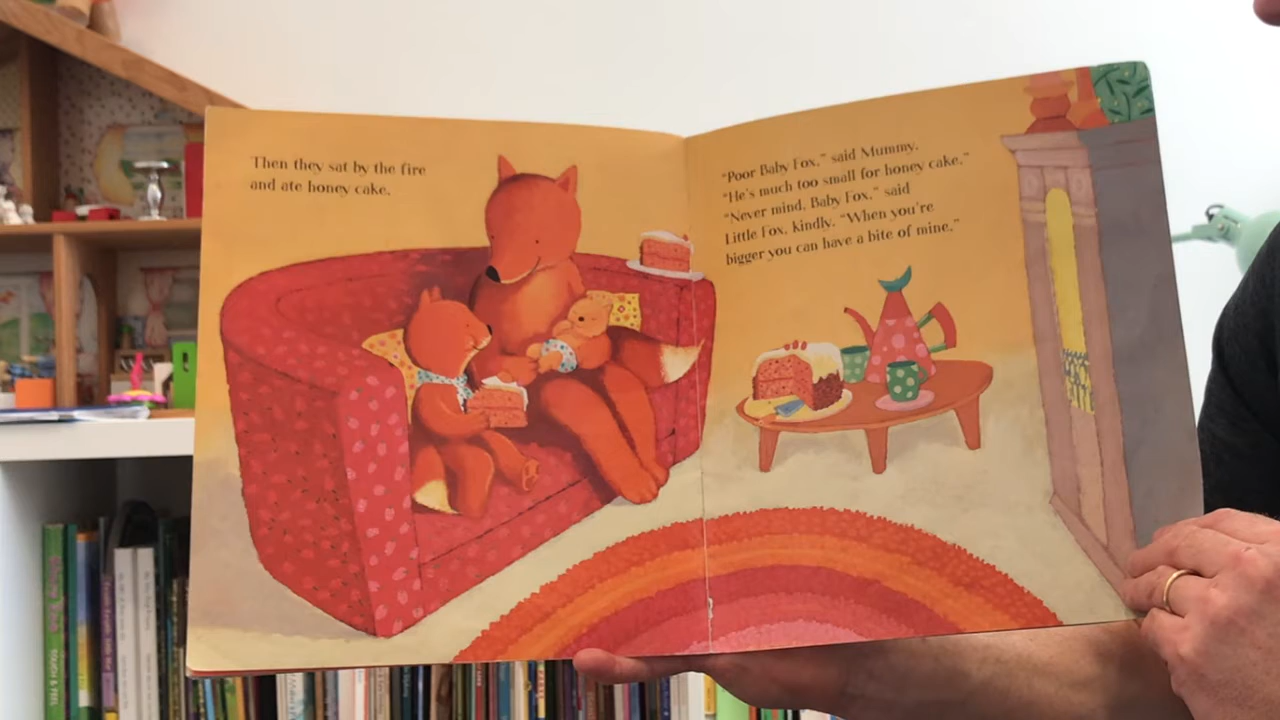 Then they sat by the fire
and ate honey cake.
"Poor Baby Fox," said Mummy.
"He's much too small for honey cake."
"Never mind, Baby Fox," said
Little Fox, kindly. "When you're
bigger you can have a bite of mine."